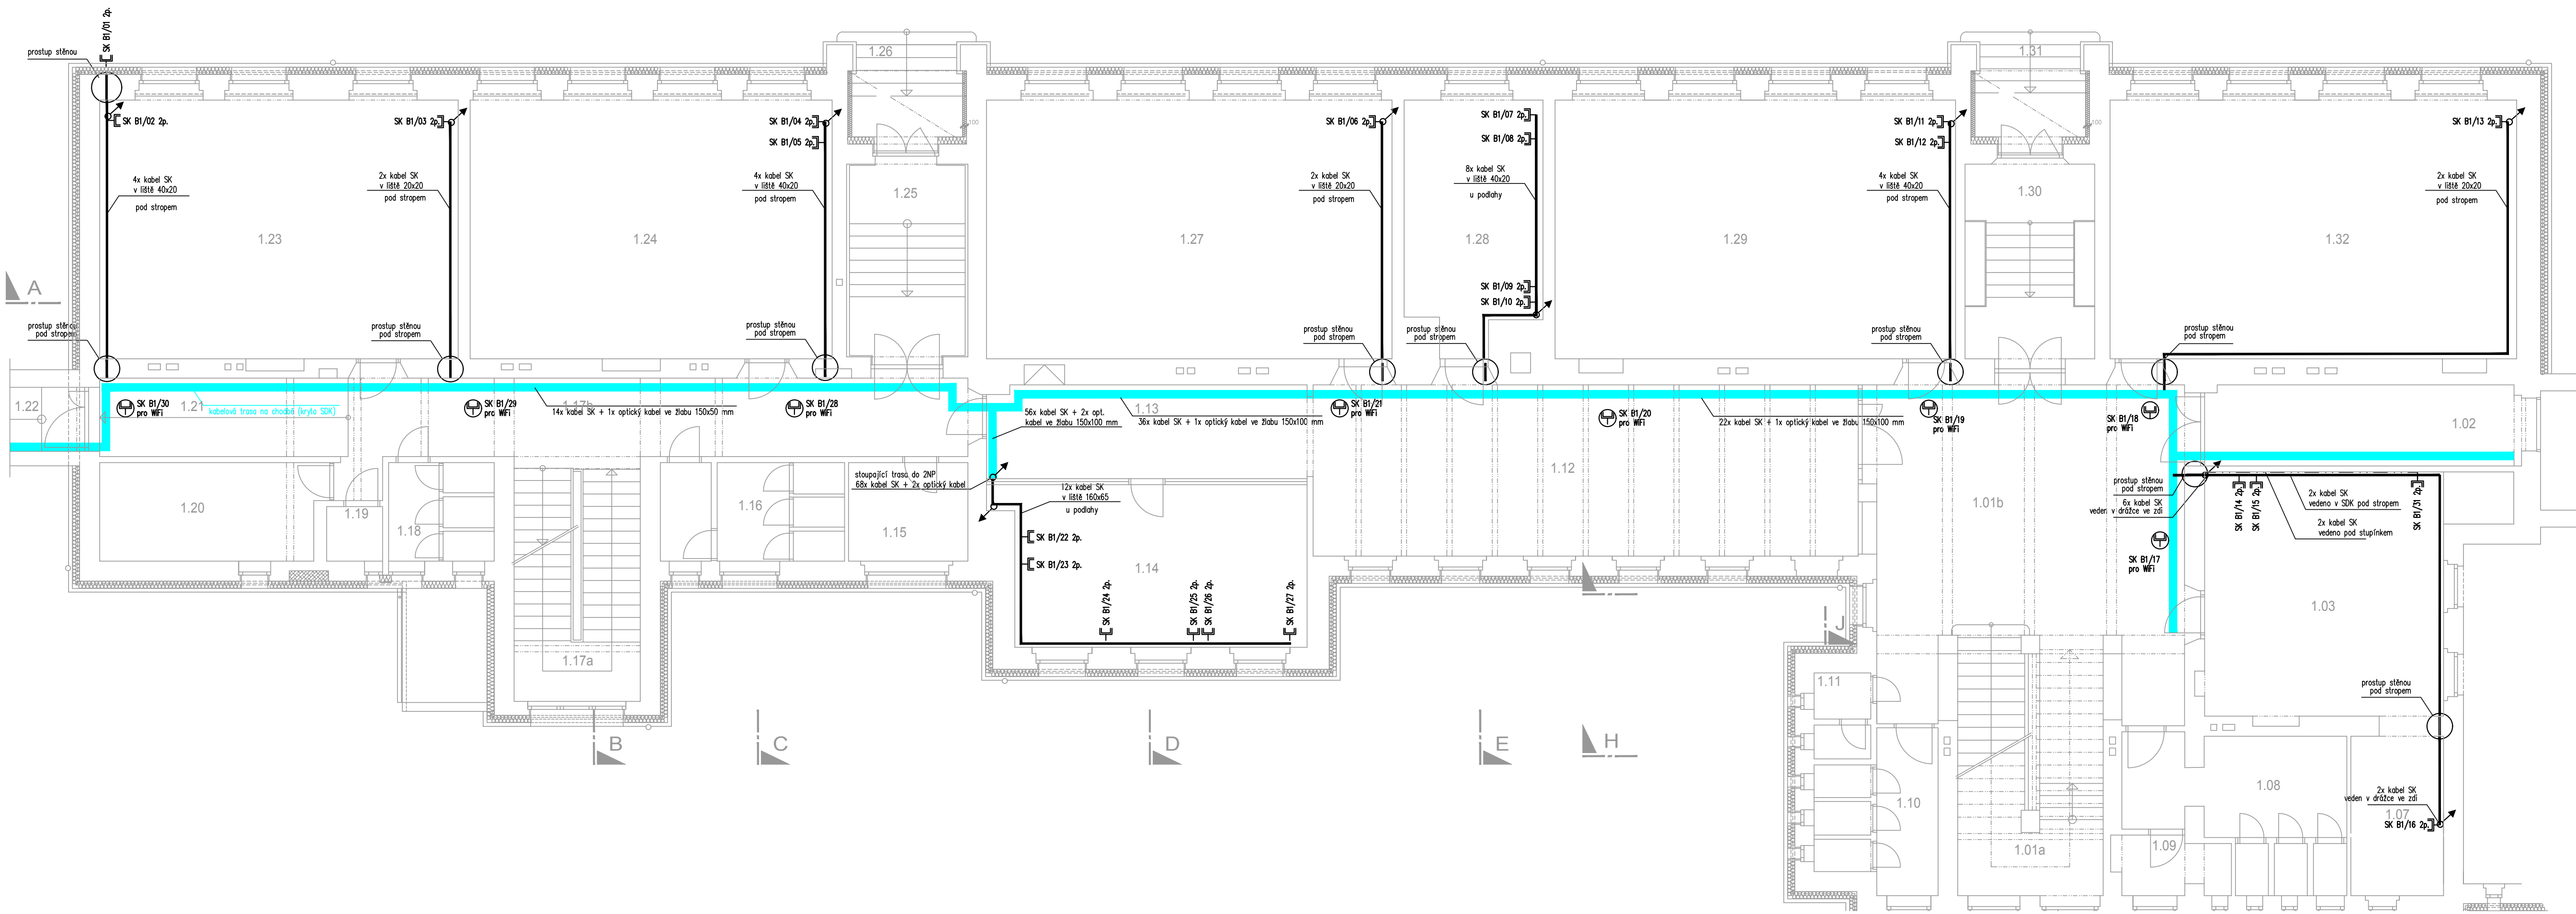 SK B1/01 2p.
prostup stěnou
1.26
1.31
SK B1/02 2p.
SK B1/03 2p.
SK B1/04 2p.
SK B1/05 2p.
100
SK B1/06 2p.
SK B1/07 2p.
SK B1/08 2p.
SK B1/11 2p.
SK B1/12 2p.
100
SK B1/13 2p.
4x kabel SK
v liště 40x20
pod stropem
2x kabel SK
v liště 20x20
pod stropem
4x kabel SK
v liště 40x20
pod stropem
1.25
2x kabel SK
v liště 20x20
pod stropem
8x kabel SK
v liště 40x20
u podlahy
4x kabel SK
v liště 40x20
pod stropem
1.30
2x kabel SK
v liště 20x20
pod stropem
1.23
1.24
1.27
1.28
1.29
1.32
A
SK B1/09 2p.
SK B1/10 2p.
prostup stěnou
pod stropem
prostup stěnou
pod stropem
prostup stěnou
pod stropem
prostup stěnou
pod stropem
prostup stěnou
pod stropem
prostup stěnou
pod stropem
prostup stěnou
pod stropem
1.22
SK B1/30
pro WiFi
1.21
kabelová trasa na chodbě (krytá SDK)
SK B1/29
pro WiFi
14x kabel SK + 1x optický kabel ve žlabu 150x50 mm
1.17b
SK B1/28
pro WiFi
56x kabel SK + 2x opt.
kabel ve žlabu 150x100 mm
1.13
36x kabel SK + 1x optický kabel ve žlabu 150x100 mm
SK B1/21
pro WiFi
SK B1/20
pro WiFi
22x kabel SK + 1x optický kabel ve žlabu 150x100 mm
SK B1/19
pro WiFi
SK B1/18
pro WiFi
1.02
stoupající trasa do 2NP
68x kabel SK + 2x optický kabel
12x kabel SK
v liště 160x65
u podlahy
1.12
1.01b
prostup stěnou
pod stropem
6x kabel SK
veden v drážce ve zdi
SK B1/14 2p.
SK B1/15 2p.
2x kabel SK
vedeno v SDK pod stropem
2x kabel SK
vedeno pod stupínkem
SK B1/31 2p.
1.20
1.19
1.18
1.16
1.15
SK B1/22 2p.
SK B1/23 2p.
1.14
SK B1/17
pro WiFi
SK B1/24 2p.
SK B1/25 2p.
SK B1/26 2p.
SK B1/27 2p.
1.03
J
1.17a
1.11
prostup stěnou
pod stropem
B
C
D
E
H
1.10
1.08
2x kabel SK
veden v drážce ve zdi
1.07
SK B1/16 2p.
1.01a
1.09